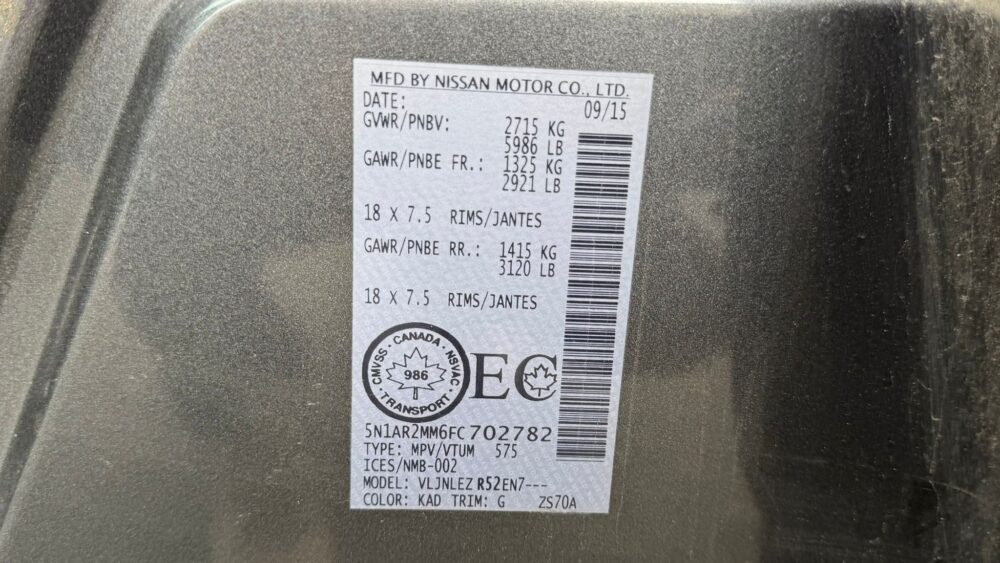 MFD BY NISSAN MOTOR CO., LTD.
DATE: 09/15
GVWR/PNBV: 2715 KG
5986 LB
GAWR/PNBE FR.: 1325 KG
2921 LB
18 X 7.5 RIMS/JANTES
GAWR/PNBE RR.: 1415 KG
3120 LB
18 X 7.5 RIMS/JANTES
CMVSS · CANADA · NSVAC · TRANSPORT
986
EC
5N1AR2MM6FC702782
TYPE: MPV/VTUM 575
ICES/NMB-002
MODEL: VLJNLEZ R52EN7---
COLOR: KAD TRIM: G ZS70A